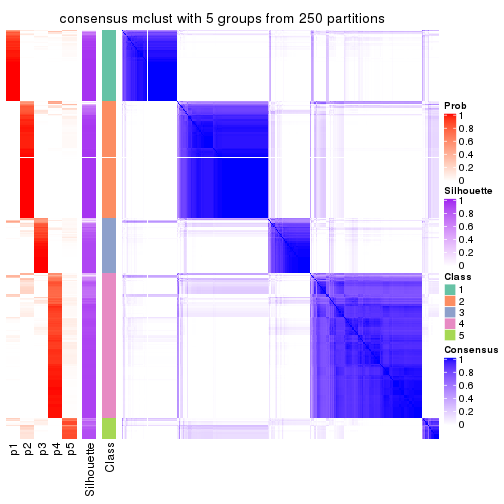 consensus mclust with 5 groups from 250 partitions
Prob
1
0.8
0.6
0.4
0.2
0
Silhouette
1
0.8
0.6
0.4
0.2
0
Class
1
2
3
4
5
Consensus
1
0.8
0.6
0.4
0.2
0
p1
p2
p3
p4
p5
Silhouette
Class